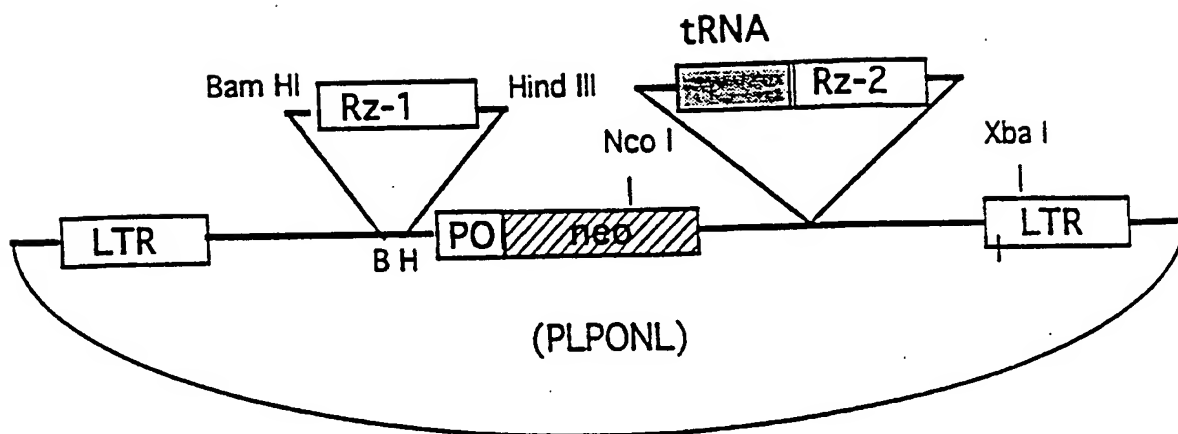 tRNA
Bam HI
Rz-1
Hind III
Rz-2
Nco I
Xba I
LTR
B H
PO
neo
LTR
(PLPONL)